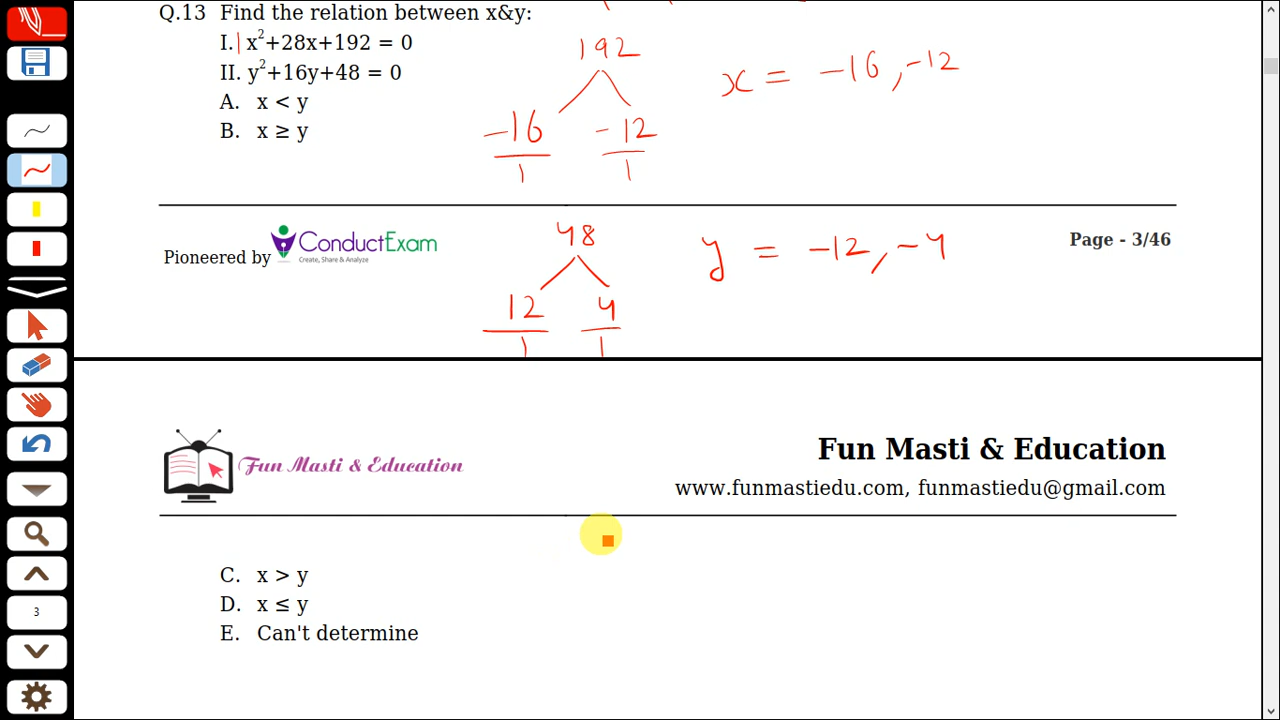 Q.13 Find the relation between x&y:
I. 1 x²+28x+192 = 0
192
x = -16, -12
II. y²+16y+48 = 0
A. x < y
B. x ≥ y
-16/1 -12/1
Pioneered by ConductExam
Create, Share & Analyze
48
y = -12, -4
Page - 3/46
12/1 4/1
Fun Masti & Education
Fun Masti & Education
www.funmastiedu.com, funmastiedu@gmail.com
C. x > y
D. x ≤ y
E. Can't determine
3